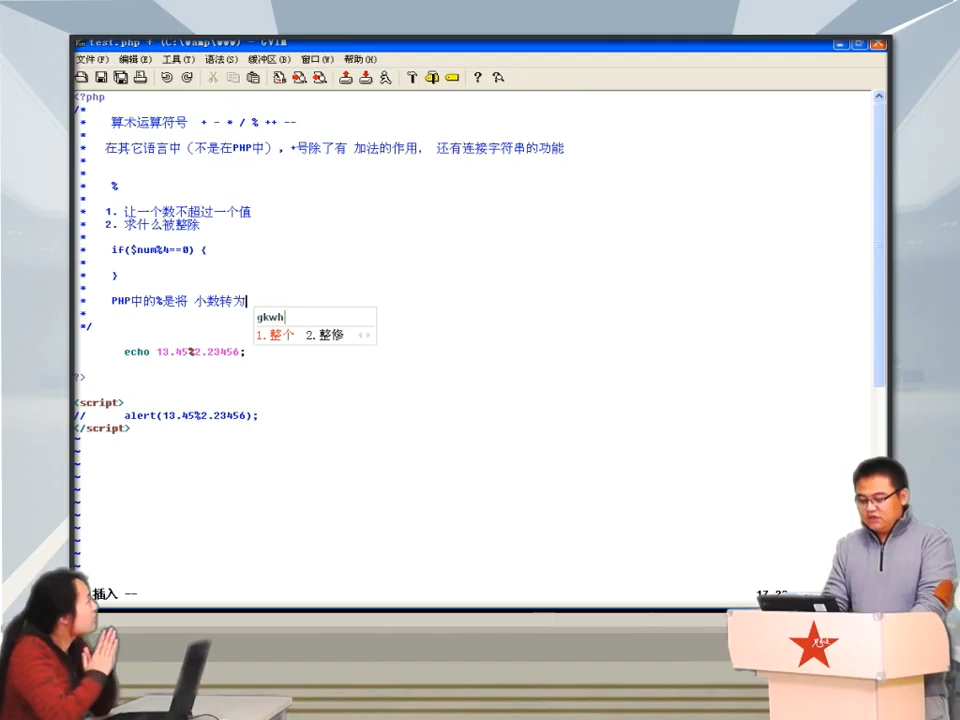 test.php + (C:\wamp\www) - GVIM
文件(F) 编辑(E) 工具(T) 语法(S) 缓冲区(B) 窗口(W) 帮助(H)
<?php
/*
* 算术运算符号 + - * / % ++ --
*
* 在其它语言中（不是在PHP中），+号除了有 加法的作用， 还有连接字符串的功能
*
*
* %
*
* 1. 让一个数不超过一个值
* 2. 求什么被整除
*
* if($num%4==0) {
*
* }
*
* PHP中的%是将 小数转为
*
*/
gkwh
1.整个 2.整修
echo 13.45%2.23456;
?>
<script>
// alert(13.45%2.23456);
</script>
~
~
~
~
~
~
~
~
~
~
~
插入 --